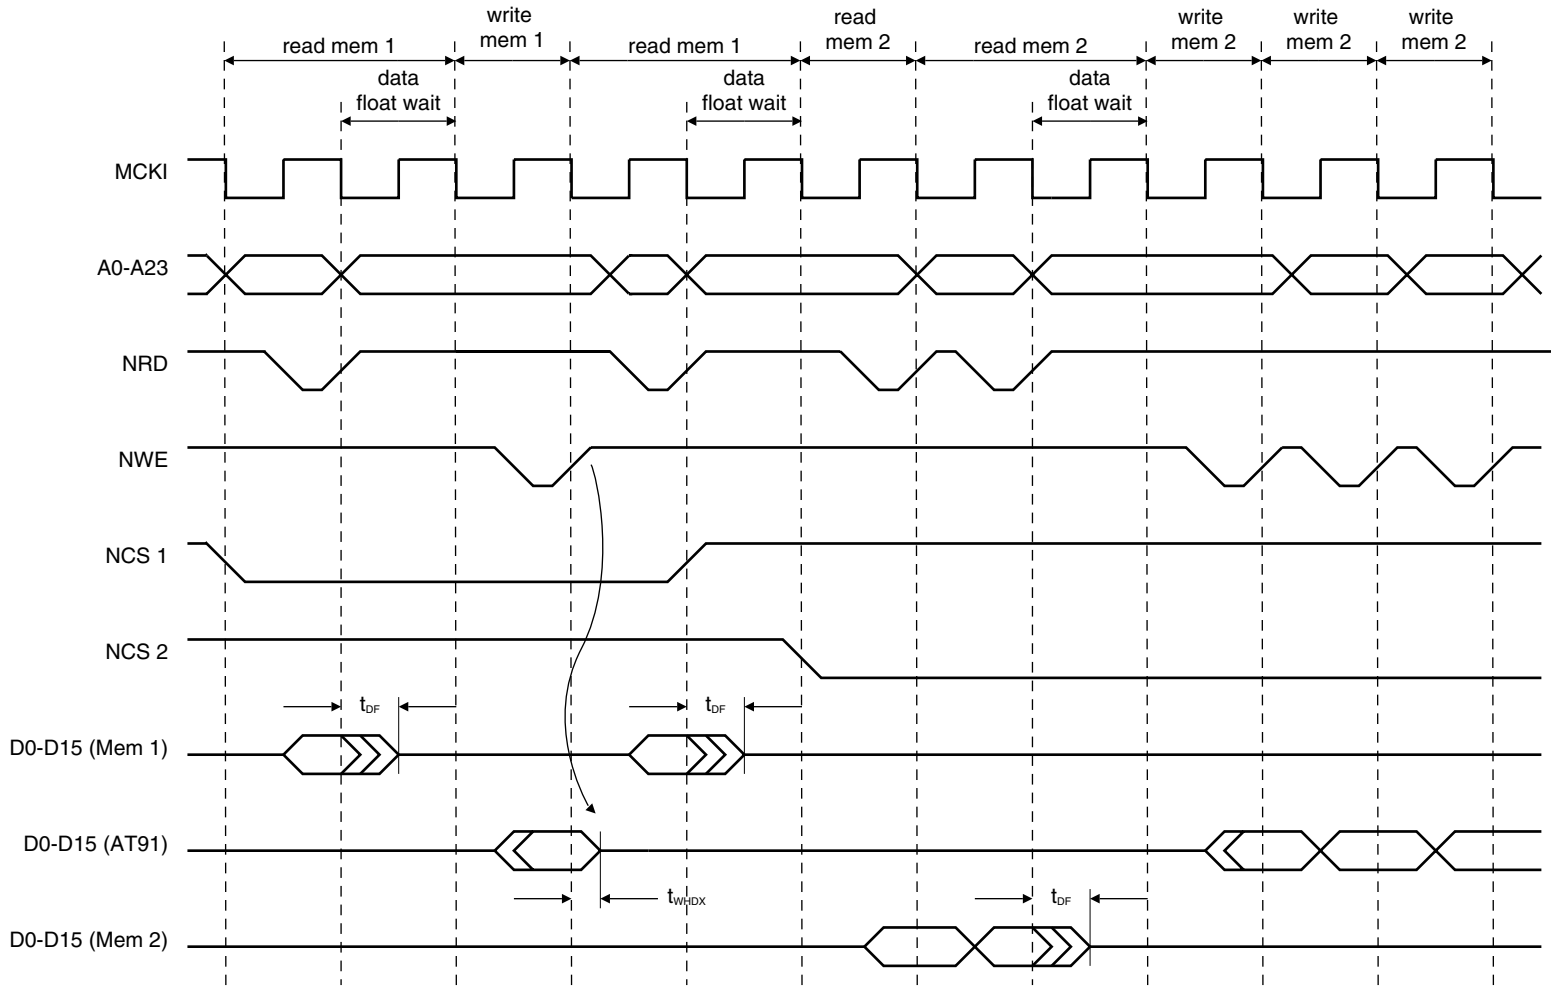 write
read
write
write
write
read mem 1
mem 1
read mem 1
mem 2
read mem 2
mem 2
mem 2
mem 2
data
float wait
data
float wait
data
float wait
MCKI
A0-A23
NRD
NWE
NCS 1
NCS 2
tDF
tDF
D0-D15 (Mem 1)
D0-D15 (AT91)
tWHDX
tDF
D0-D15 (Mem 2)